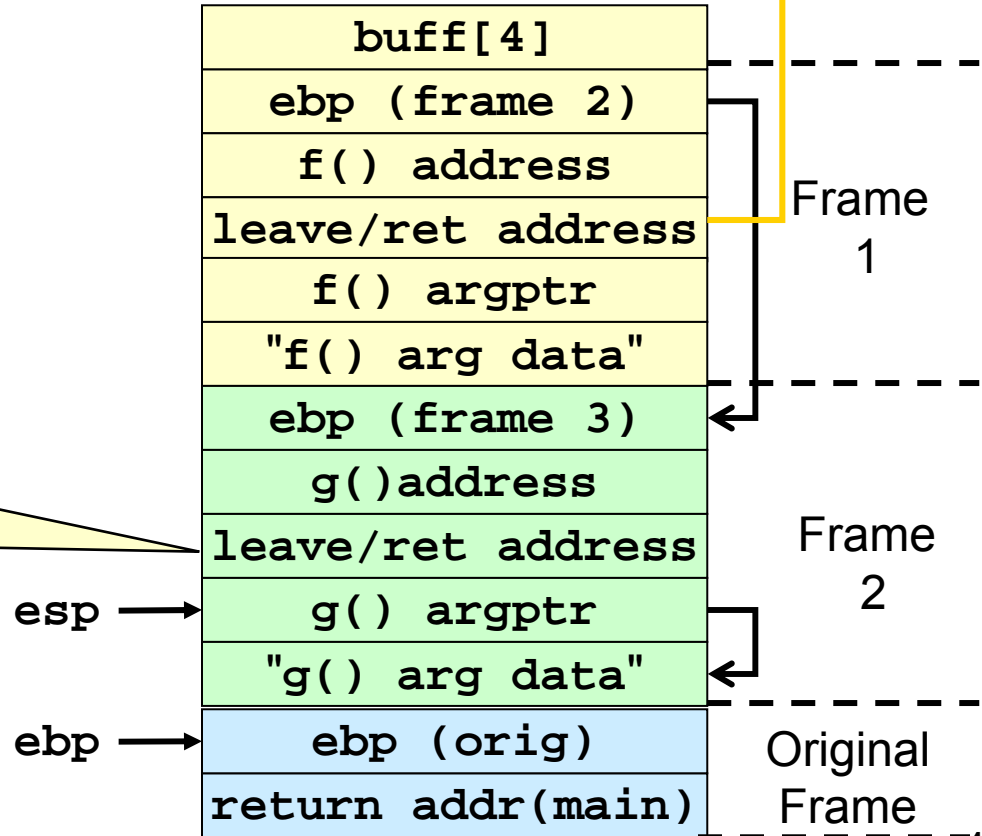 buff[4]
ebp (frame 2)
f() address
leave/ret address
f() argptr
"f() arg data"
Frame
1
ebp (frame 3)
g()address
leave/ret address
esp
g() argptr
"g() arg data"
Frame
2
ebp
ebp (orig)
return addr(main)
Original
Frame